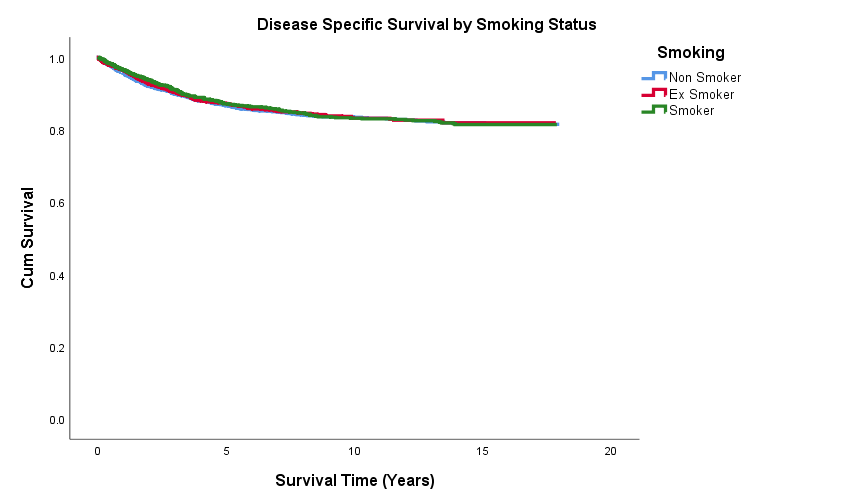 Disease Specific Survival by Smoking Status
Smoking
Non Smoker
Ex Smoker
Smoker
Cum Survival
1.0
0.8
0.6
0.4
0.2
0.0
0 5 10 15 20
Survival Time (Years)